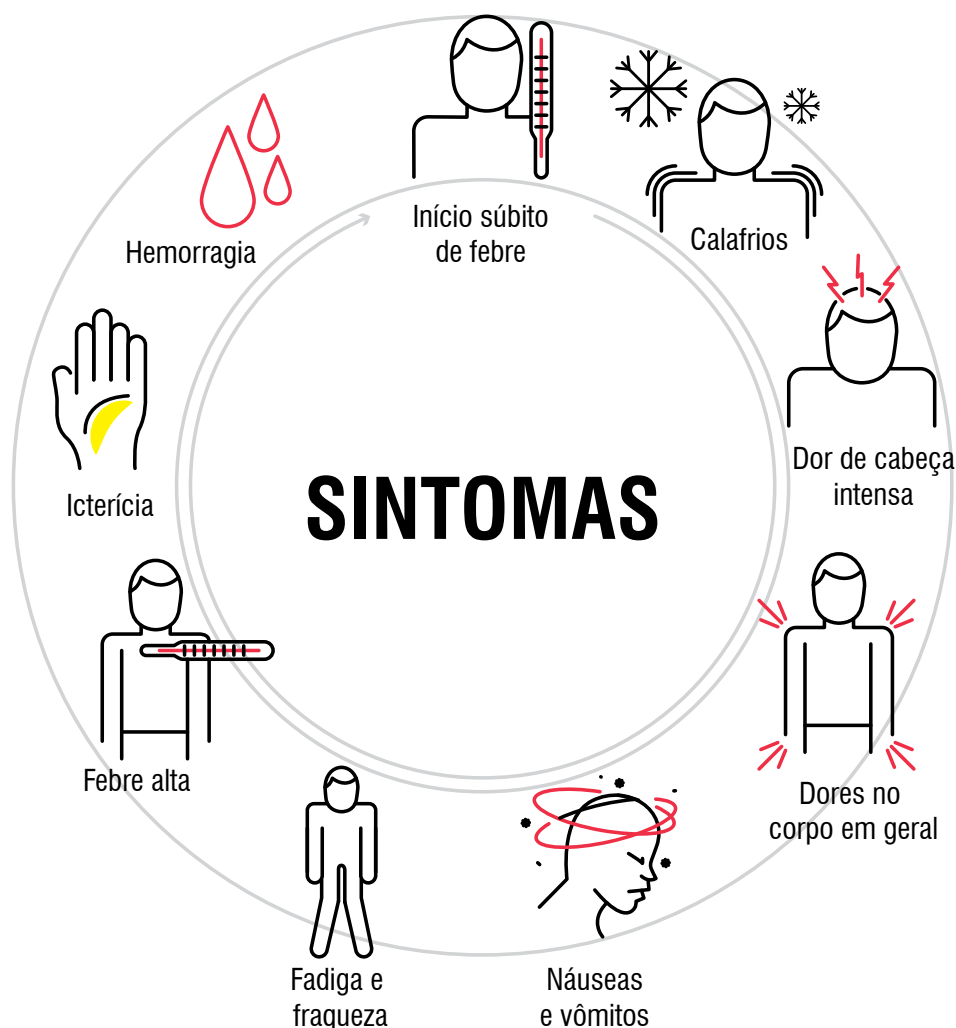 Início súbito
de febre
Calafrios
Dor de cabeça
intensa
Dores no
corpo em geral
Náuseas
e vômitos
Fadiga e
fraqueza
Febre alta
Icterícia
Hemorragia
SINTOMAS